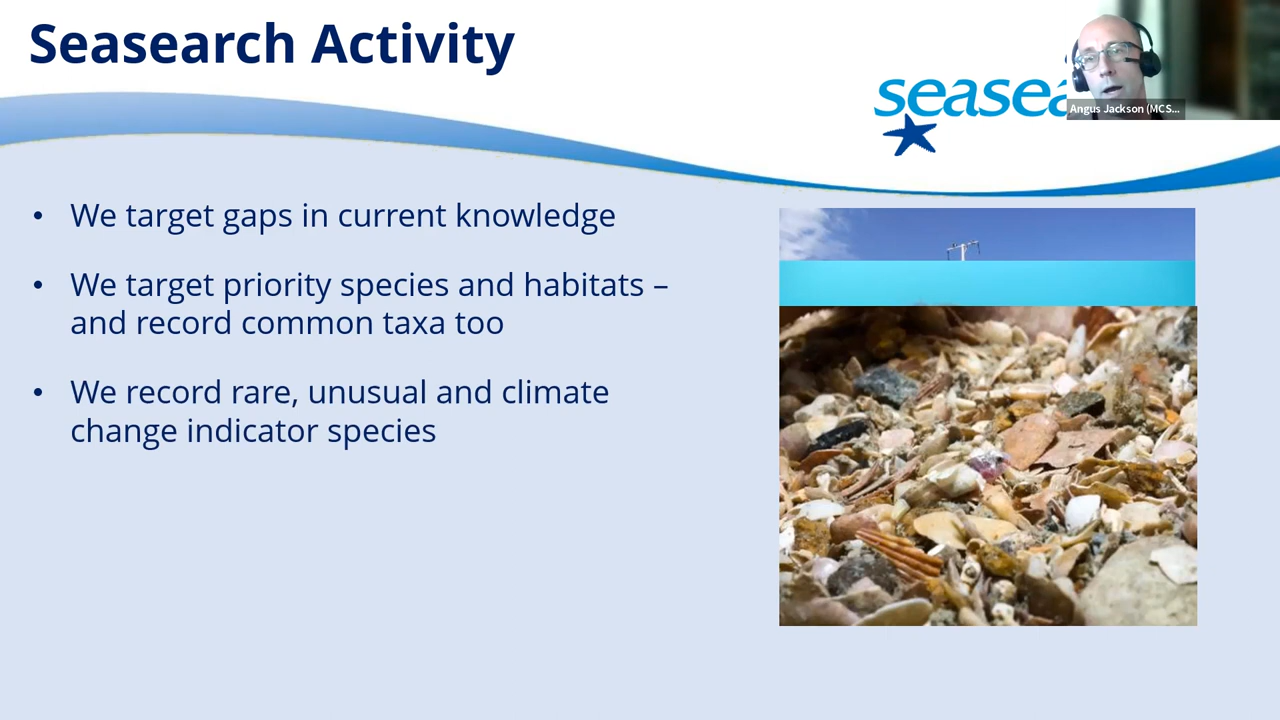 Seasearch Activity
seasea
Angus Jackson (MCS...
• We target gaps in current knowledge
• We target priority species and habitats –
and record common taxa too
• We record rare, unusual and climate
change indicator species